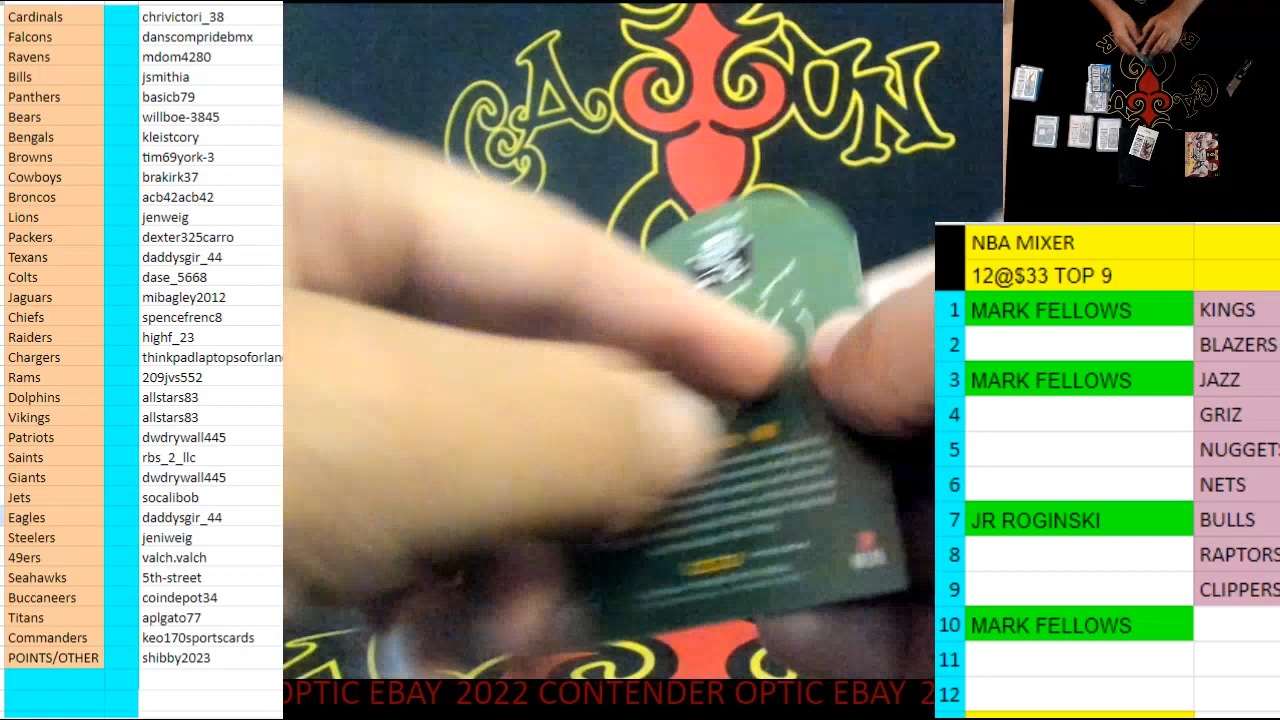 Cardinals chrivictori_38
Falcons danscompridebmx
Ravens mdom4280
Bills jsmithia
Panthers basicb79
Bears willboe-3845
Bengals kleistcory
Browns tim69york-3
Cowboys brakirk37
Broncos acb42acb42
Lions jenweig
Packers dexter325carro
Texans daddysgir_44
Colts dase_5668
Jaguars mibagley2012
Chiefs spencefrenc8
Raiders highf_23
Chargers thinkpadlaptopsoforlan
Rams 209jvs552
Dolphins allstars83
Vikings allstars83
Patriots dwdrywall445
Saints rbs_2_llc
Giants dwdrywall445
Jets socalibob
Eagles daddysgir_44
Steelers jeniweig
49ers valch.valch
Seahawks 5th-street
Buccaneers coindepot34
Titans aplgato77
Commanders keo170sportscards
POINTS/OTHER shibby2023
NBA MIXER
12@$33 TOP 9
1 MARK FELLOWS KINGS
2 BLAZERS
3 MARK FELLOWS JAZZ
4 GRIZ
5 NUGGETS
6 NETS
7 JR ROGINSKI BULLS
8 RAPTORS
9 CLIPPERS
10 MARK FELLOWS
11
12
OPTIC EBAY 2022 CONTENDER OPTIC EBAY 2